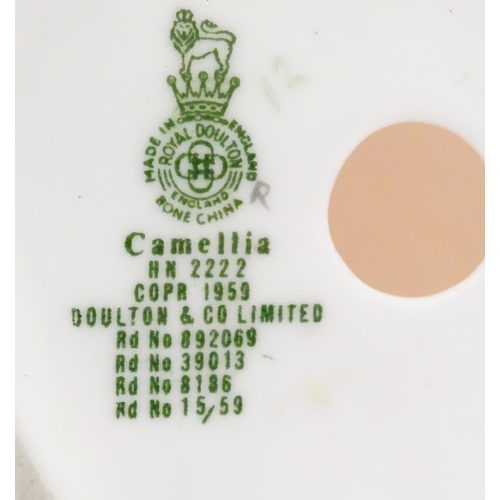 MADE IN ENGLAND
ROYAL DOULTON
ENGLAND
BONE CHINA
R
Camellia
HN 2222
COPR 1959
DOULTON & CO LIMITED
Rd No 892069
Rd No 39013
Rd No 8186
Rd No 15/59